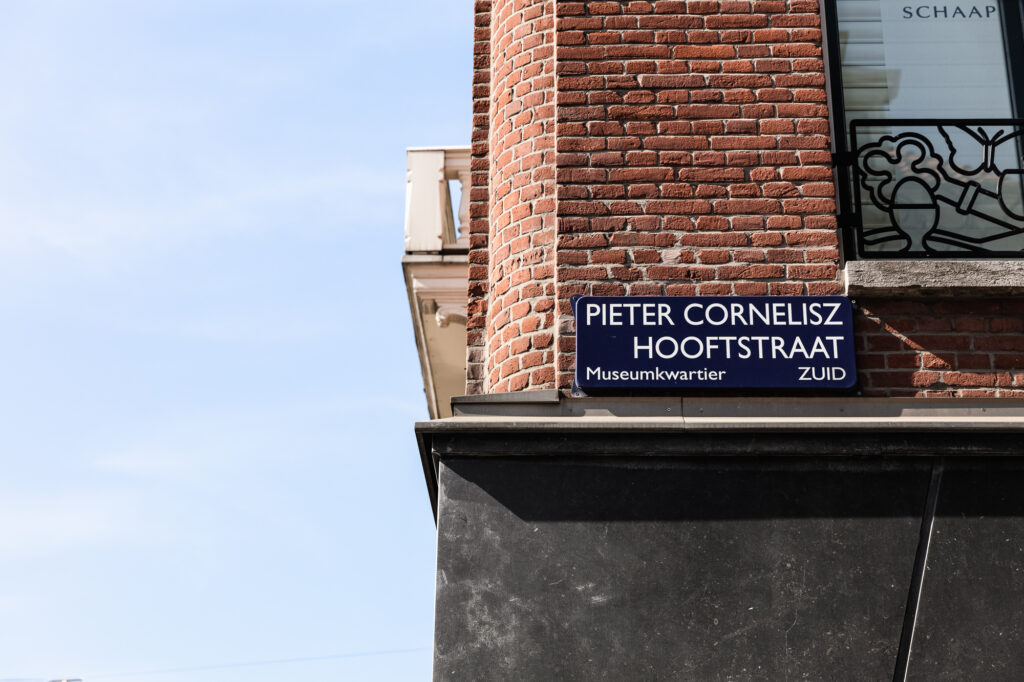 SCHAAP
PIETER CORNELISZ
HOOFTSTRAAT
Museumkwartier ZUID